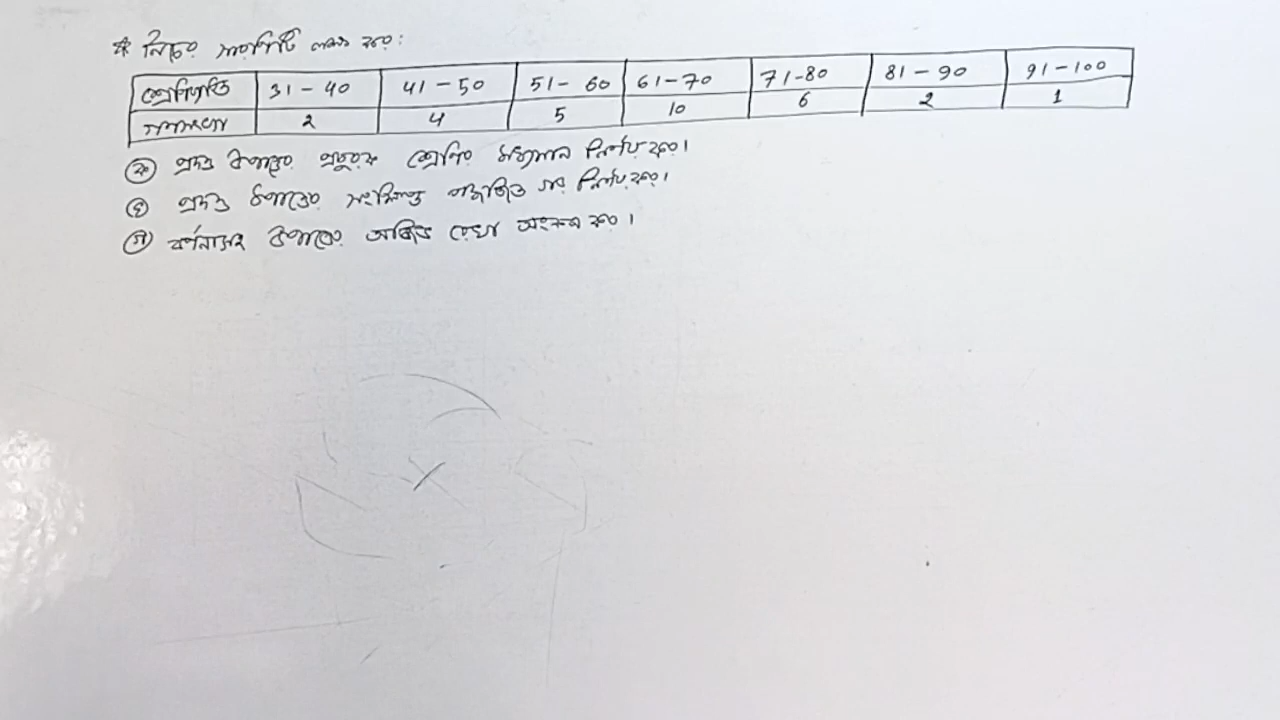 * নিচের সারণিটি লক্ষ্য কর:
শ্রেণিব্যাপ্তি 31-40 41-50 51-60 61-70 71-80 81-90 91-100
গণসংখ্যা 2 4 5 10 6 2 1
ক) প্রদত্ত উপাত্তের প্রচুরক শ্রেণির মধ্যমান নির্ণয় কর।
খ) প্রদত্ত উপাত্তের সংক্ষিপ্ত পদ্ধতিতে গড় নির্ণয় কর।
গ) বর্ণনাসহ উপাত্তের অজিভ রেখা অংকন কর।